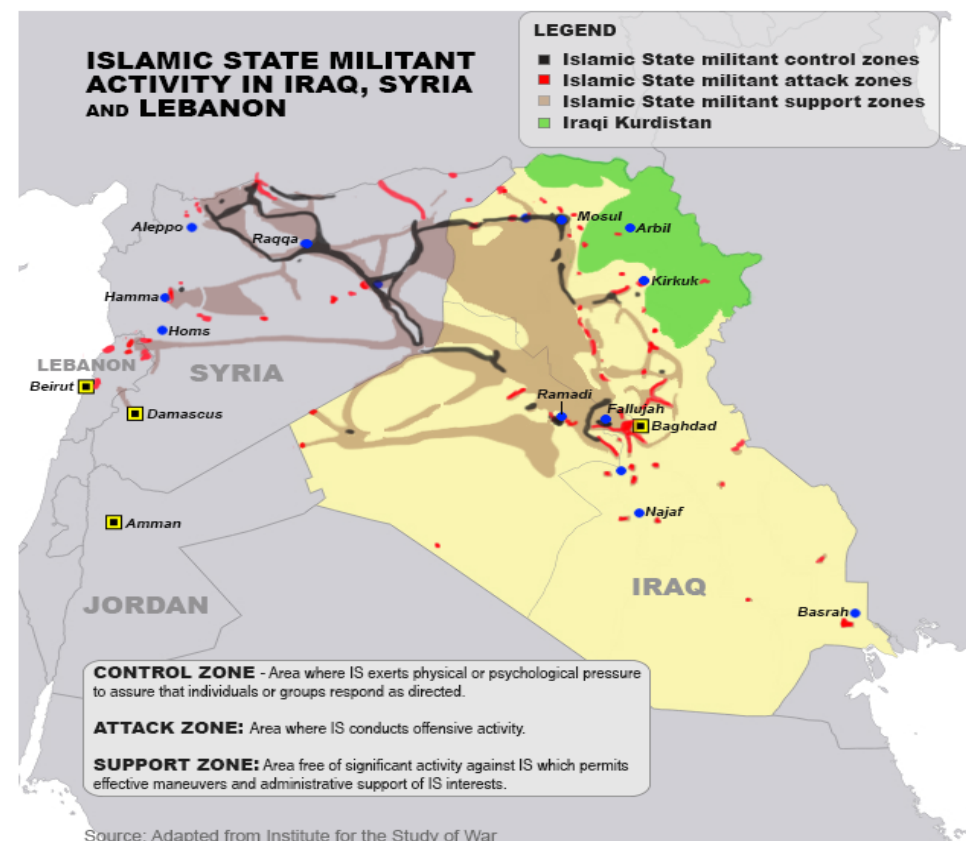 ISLAMIC STATE MILITANT
ACTIVITY IN IRAQ, SYRIA
AND LEBANON
LEGEND
Islamic State militant control zones
Islamic State militant attack zones
Islamic State militant support zones
Iraqi Kurdistan
Aleppo
Raqqa
Mosul
Arbil
Kirkuk
Hamma
Homs
LEBANON
SYRIA
Beirut
Damascus
Ramadi
Fallujah
Baghdad
Amman
Najaf
JORDAN
IRAQ
Basrah
CONTROL ZONE - Area where IS exerts physical or psychological pressure
to assure that individuals or groups respond as directed.
ATTACK ZONE: Area where IS conducts offensive activity.
SUPPORT ZONE: Area free of significant activity against IS which permits
effective maneuvers and administrative support of IS interests.
Source: Adapted from Institute for the Study of War